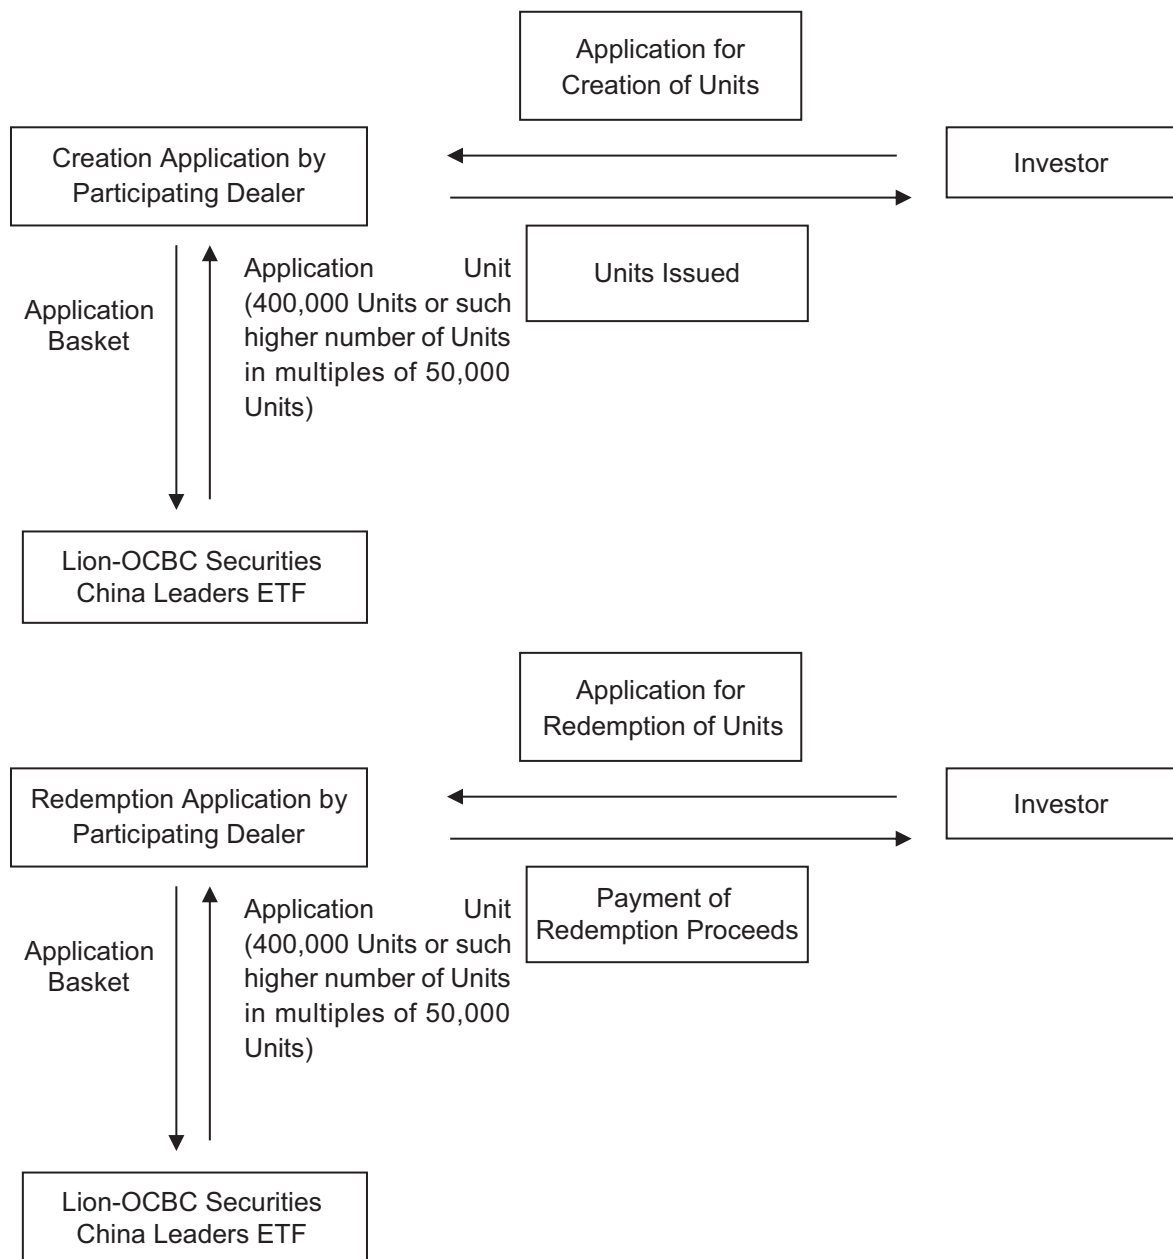 Application for
Creation of Units
Creation Application by
Participating Dealer
Investor
Units Issued
Application
Basket
Application Unit
(400,000 Units or such
higher number of Units
in multiples of 50,000
Units)
Lion-OCBC Securities
China Leaders ETF
Application for
Redemption of Units
Redemption Application by
Participating Dealer
Investor
Payment of
Redemption Proceeds
Application
Basket
Application Unit
(400,000 Units or such
higher number of Units
in multiples of 50,000
Units)
Lion-OCBC Securities
China Leaders ETF